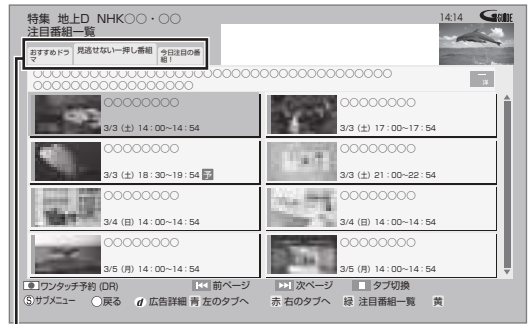 特集 地上D NHK○○・○○
14:14 GGUIDE
注目番組一覧
おすすめドラマ
見逃せない一押し番組
今日注目の番組！
○○○○○○○○○○○○○○○○○○○○○○○○○○○○○○○○○○○
○○○○○○○○○○○○○○○○
○○○○○○○○
3/3 (土) 14:00~14:54
○○○○○○○○
3/3 (土) 17:00~17:54
○○○○○○○○
3/3 (土) 18:30~19:54 予
○○○○○○○○
3/3 (土) 21:00~22:54
○○○○○○○○
3/4 (日) 14:00~14:54
○○○○○○○○
3/4 (日) 14:00~14:54
○○○○○○○○
3/5 (月) 14:00~14:54
○○○○○○○○
3/5 (月) 14:00~14:54
ワンタッチ予約 (DR) 前ページ 次ページ タブ切換
Ⓢサブメニュー ○戻る d 広告詳細 青 左のタブへ 赤 右のタブへ 緑 注目番組一覧 黄